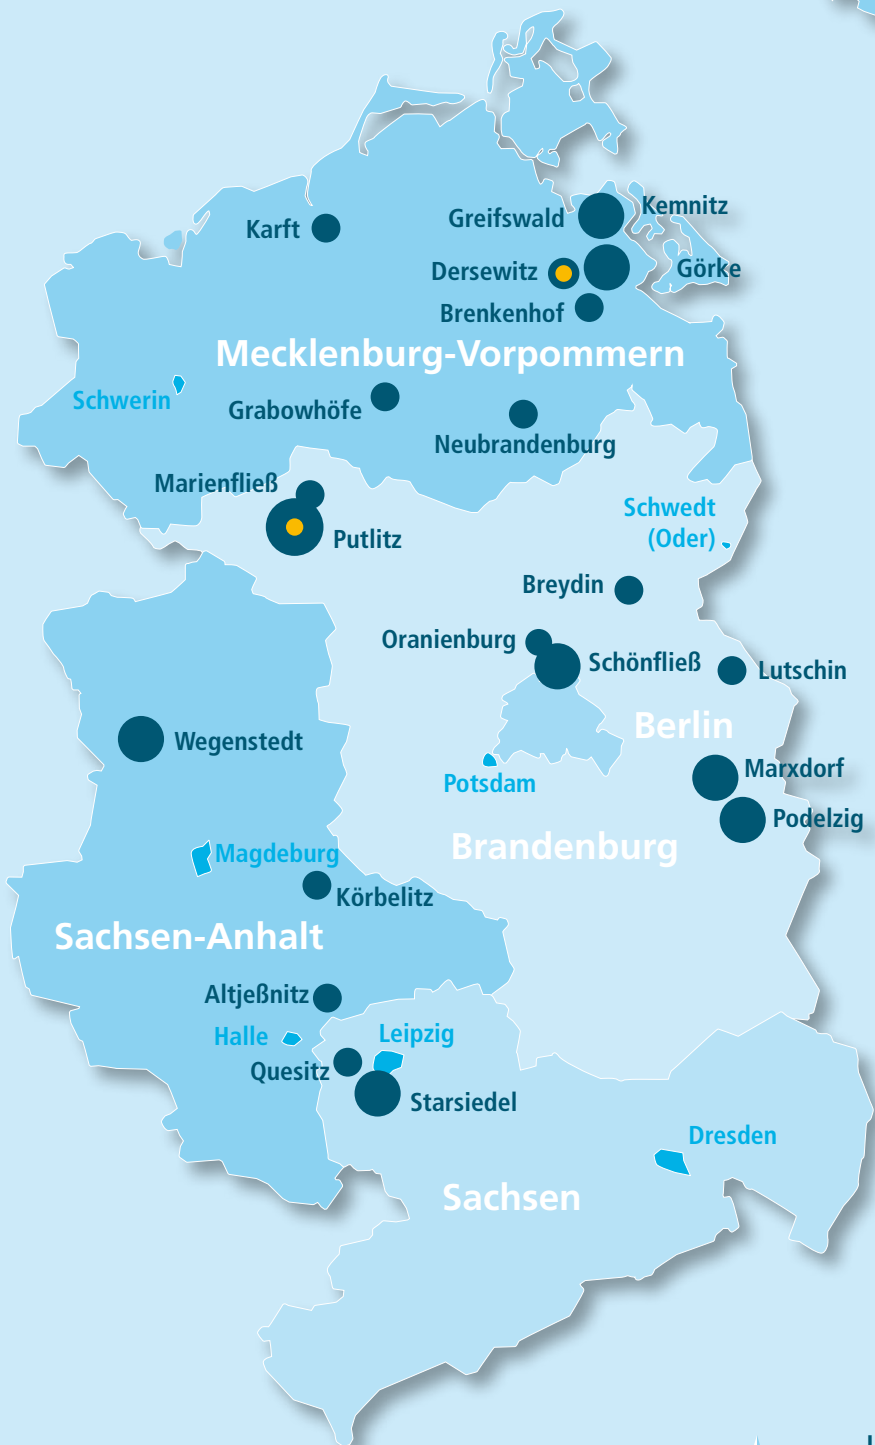 Kemnitz
Greifswald
Karft
Dersewitz
Görke
Brenkenhof
Mecklenburg-Vorpommern
Schwerin
Grabowhöfe
Neubrandenburg
Marienfließ
Schwedt
(Oder)
Putlitz
Breydin
Oranienburg
Schönfließ
Lutschin
Berlin
Wegenstedt
Marxdorf
Potsdam
Podelzig
Brandenburg
Magdeburg
Körbelitz
Sachsen-Anhalt
Altjeßnitz
Halle
Leipzig
Quesitz
Starsiedel
Dresden
Sachsen